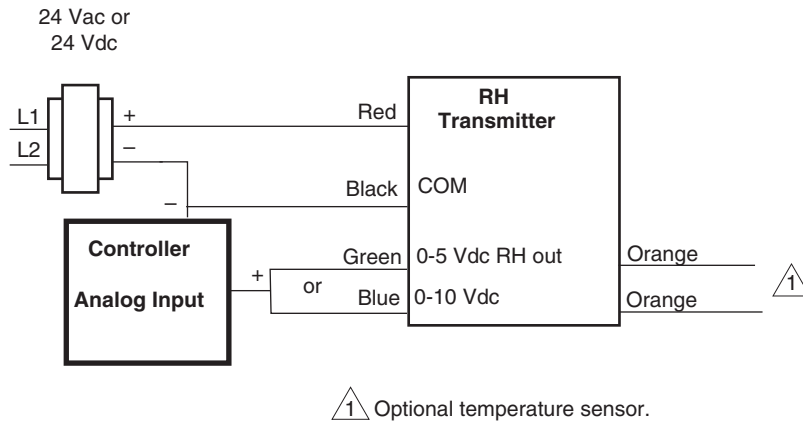 24 Vac or
24 Vdc
L1
+
Red
RH
Transmitter
L2
–
Black
COM
–
Controller
Analog Input
+
or
Green
0-5 Vdc RH out
Orange
Blue
0-10 Vdc
Orange
1
1 Optional temperature sensor.